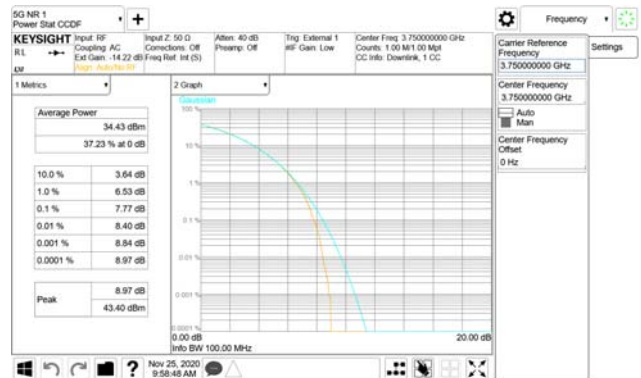 5G NR 1
Power Stat CCDF
KEYSIGHT
RL
Input: RF
Coupling: AC
Ext Gain: -14.22 dB
Align: Auto/No RF
Input Z: 50 Ω
Corrections: Off
Freq Ref: Int (S)
Atten: 40 dB
Preamp: Off
Trig: External 1
#IF Gain: Low
Center Freq: 3.750000000 GHz
Counts: 1.00 M/1.00 Mpt
CC Info: Downlink, 1 CC
1 Metrics
Average Power
34.43 dBm
37.23 % at 0 dB
10.0 % 3.64 dB
1.0 % 6.53 dB
0.1 % 7.77 dB
0.01 % 8.40 dB
0.001 % 8.84 dB
0.0001 % 8.97 dB
Peak
8.97 dB
43.40 dBm
2 Graph
Gaussian
100 %
10 %
1 %
0.1 %
0.01 %
0.001 %
0.0001 %
0.00 dB
20.00 dB
Info BW 100.00 MHz
Frequency
Settings
Carrier Reference
Frequency
3.750000000 GHz
Center Frequency
3.750000000 GHz
Auto
Man
Center Frequency
Offset
0 Hz
?
Nov 25, 2020
9:58:48 AM